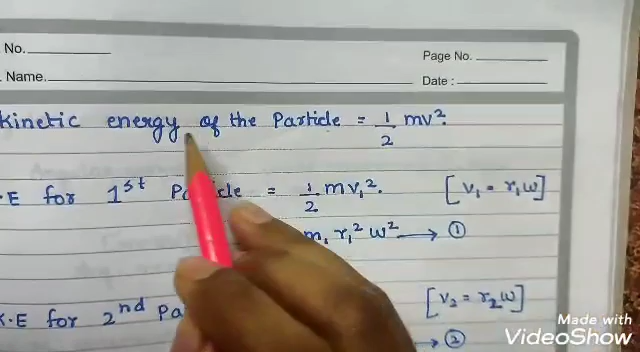 No.
Page No.
. Name.
Date :
Kinetic energy of the Particle = 1/2 mv².
.E for 1st Particle = 1/2 mv₁². [v₁ = r₁ω]
m₁ r₁² ω² → ①
K.E for 2nd Pa [v₂ = r₂ω]
→ ②
Made with
VideoShow